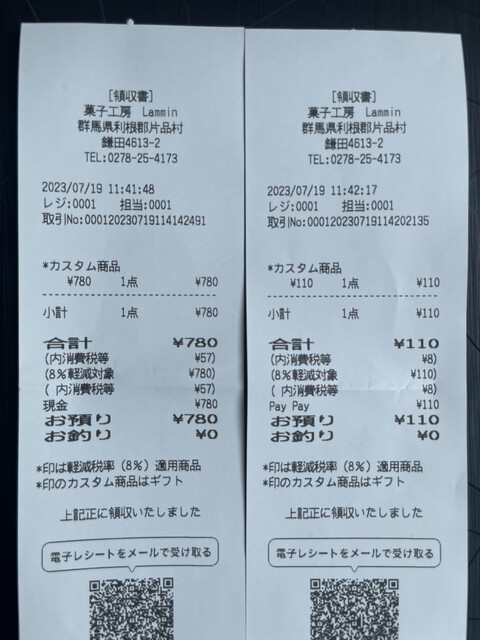 [領収書]
菓子工房 Lammin
群馬県利根郡片品村
鎌田4613-2
TEL:0278-25-4173
2023/07/19 11:41:48
レジ:0001 担当:0001
取引No:000120230719114142491
*カスタム商品
¥780 1点 ¥780
小計 1点 ¥780
合計 ¥780
(内消費税等 ¥57)
(8%軽減対象 ¥780)
( 内消費税等 ¥57)
現金 ¥780
お預り ¥780
お釣り ¥0
*印は軽減税率(8%)適用商品
*印のカスタム商品はギフト
上記正に領収いたしました
電子レシートをメールで受け取る
[領収書]
菓子工房 Lammin
群馬県利根郡片品村
鎌田4613-2
TEL:0278-25-4173
2023/07/19 11:42:17
レジ:0001 担当:0001
取引No:000120230719114202135
*カスタム商品
¥110 1点 ¥110
小計 1点 ¥110
合計 ¥110
(内消費税等 ¥8)
(8%軽減対象 ¥110)
( 内消費税等 ¥8)
Pay Pay ¥110
お預り ¥110
お釣り ¥0
*印は軽減税率(8%)適用商品
*印のカスタム商品はギフト
上記正に領収いたしました
電子レシートをメールで受け取る